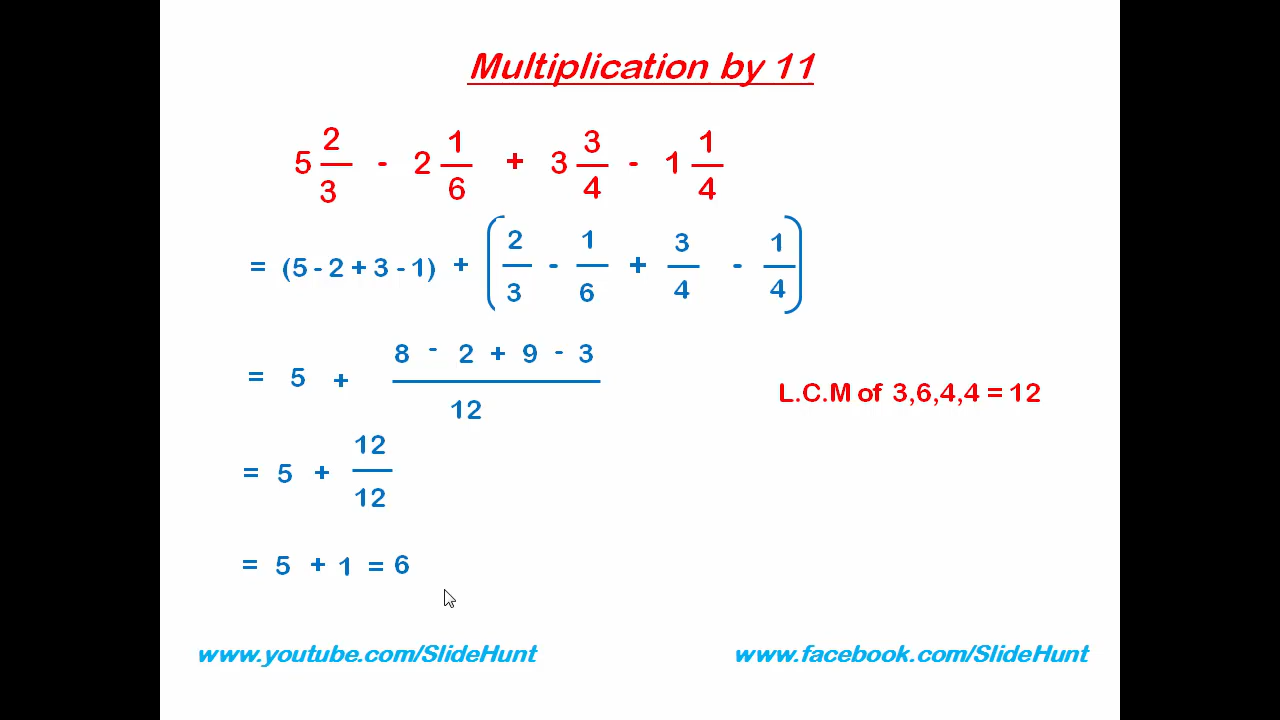 Multiplication by 11
5 2/3 - 2 1/6 + 3 3/4 - 1 1/4
= (5 - 2 + 3 - 1) + (2/3 - 1/6 + 3/4 - 1/4)
= 5 + 8 - 2 + 9 - 3 / 12
L.C.M of 3,6,4,4 = 12
= 5 + 12/12
= 5 + 1 = 6
www.youtube.com/SlideHunt
www.facebook.com/SlideHunt